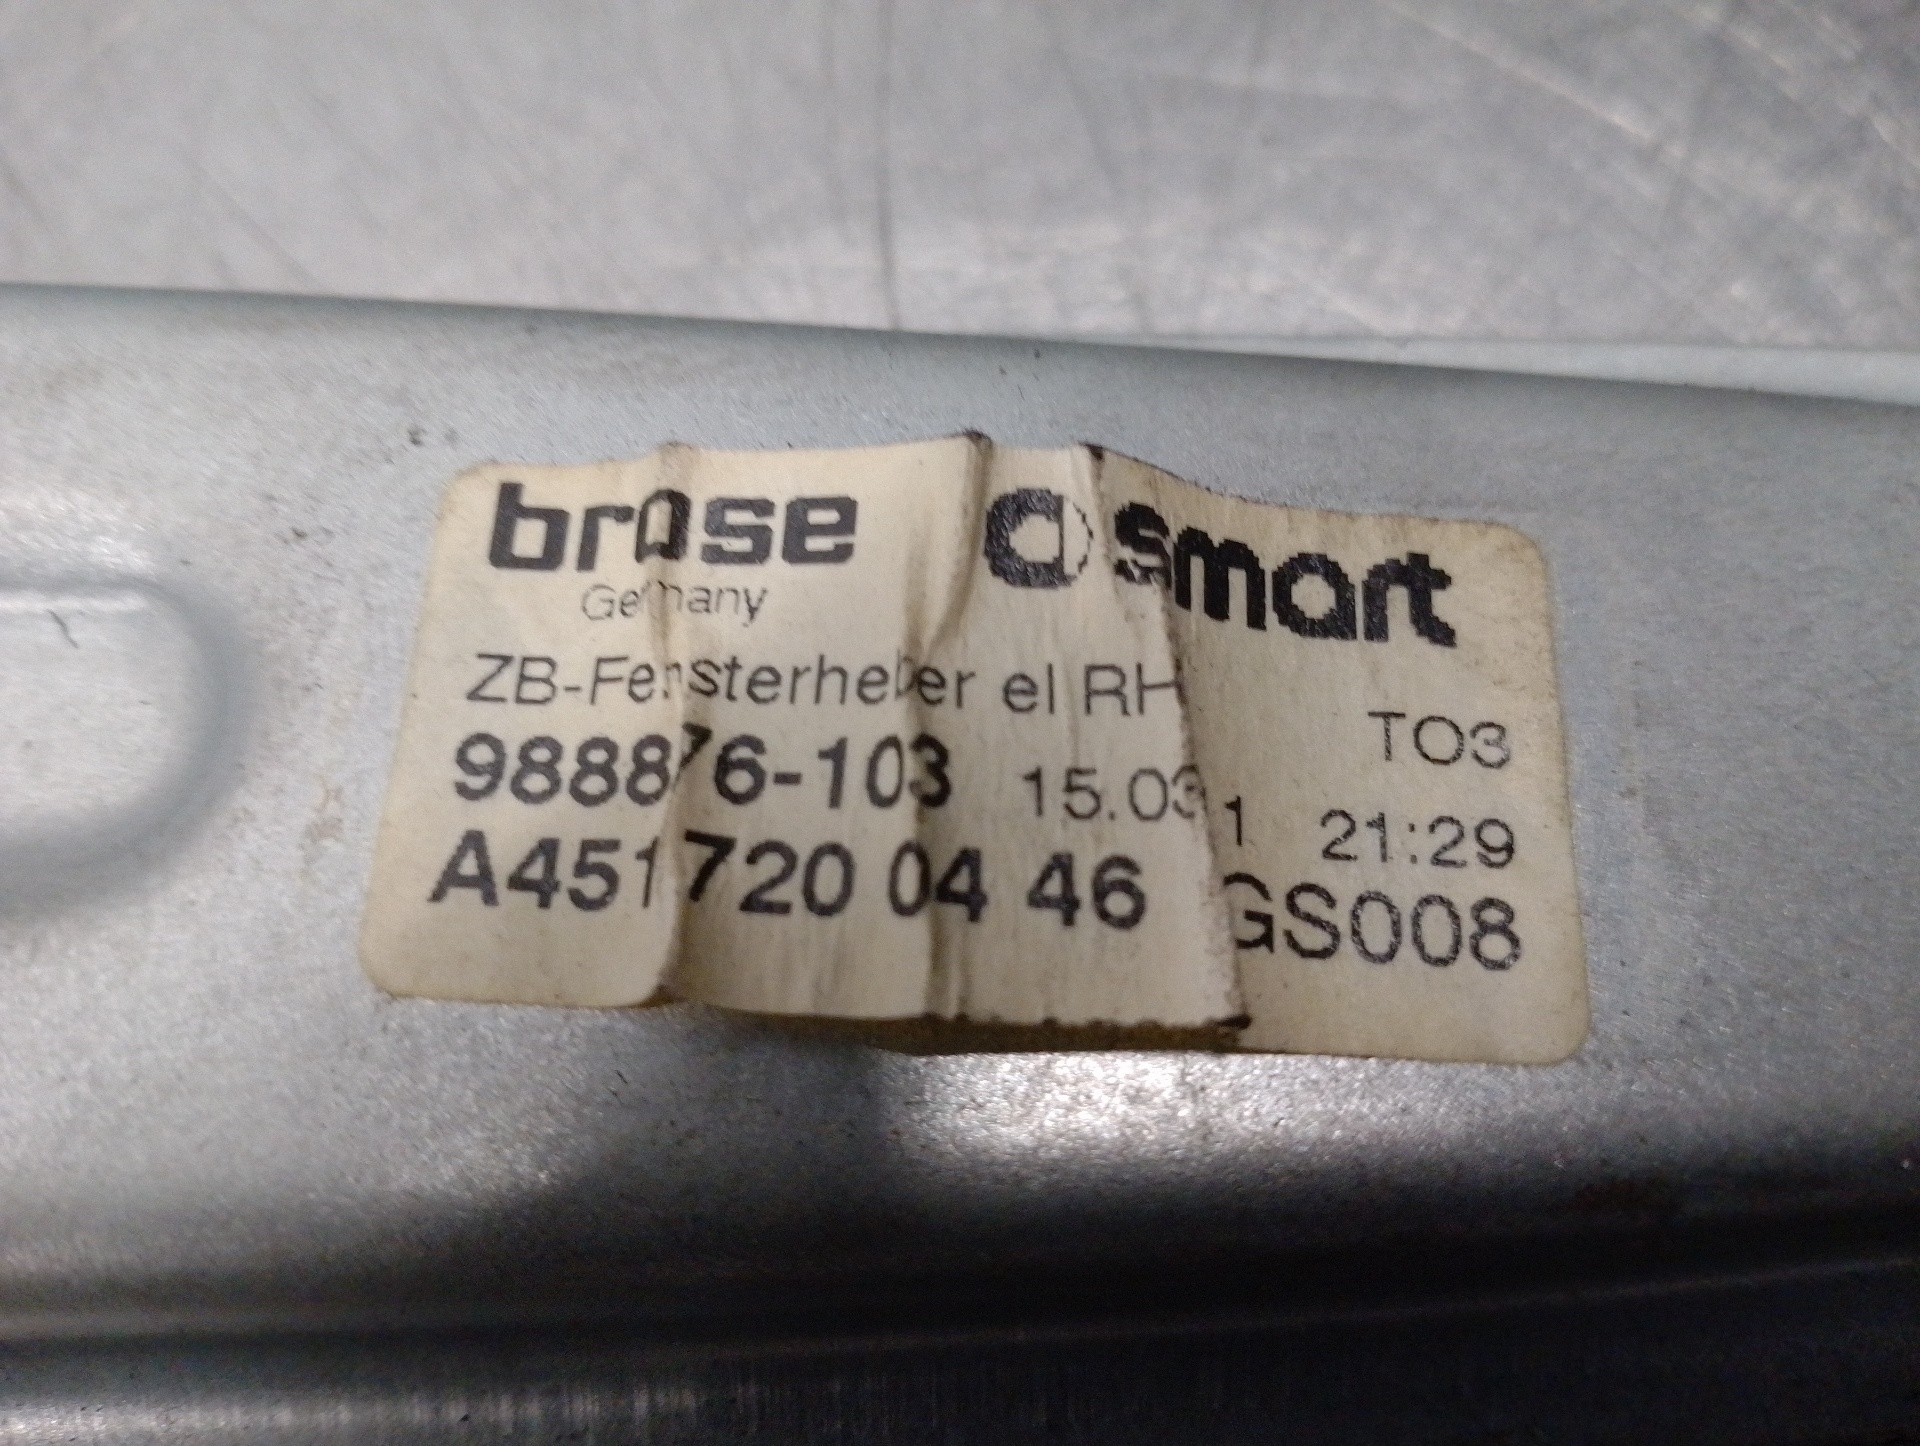 brose smart
Germany
ZB-Fensterheber el RH
TO3
988876-103 15.03 1 21:29
A451 720 04 46 GS008